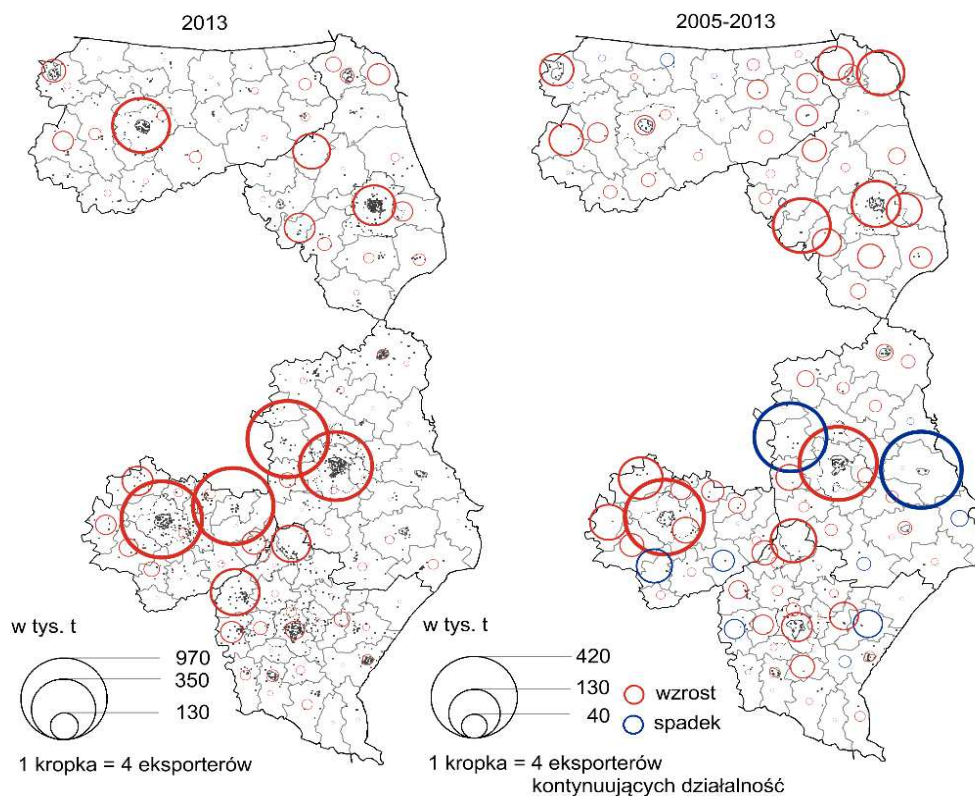 2013
2005-2013
w tys. t
970
350
130
1 kropka = 4 eksporterów
420
130
40
wzrost
spadek
1 kropka = 4 eksporterów
kontynuujących działalność